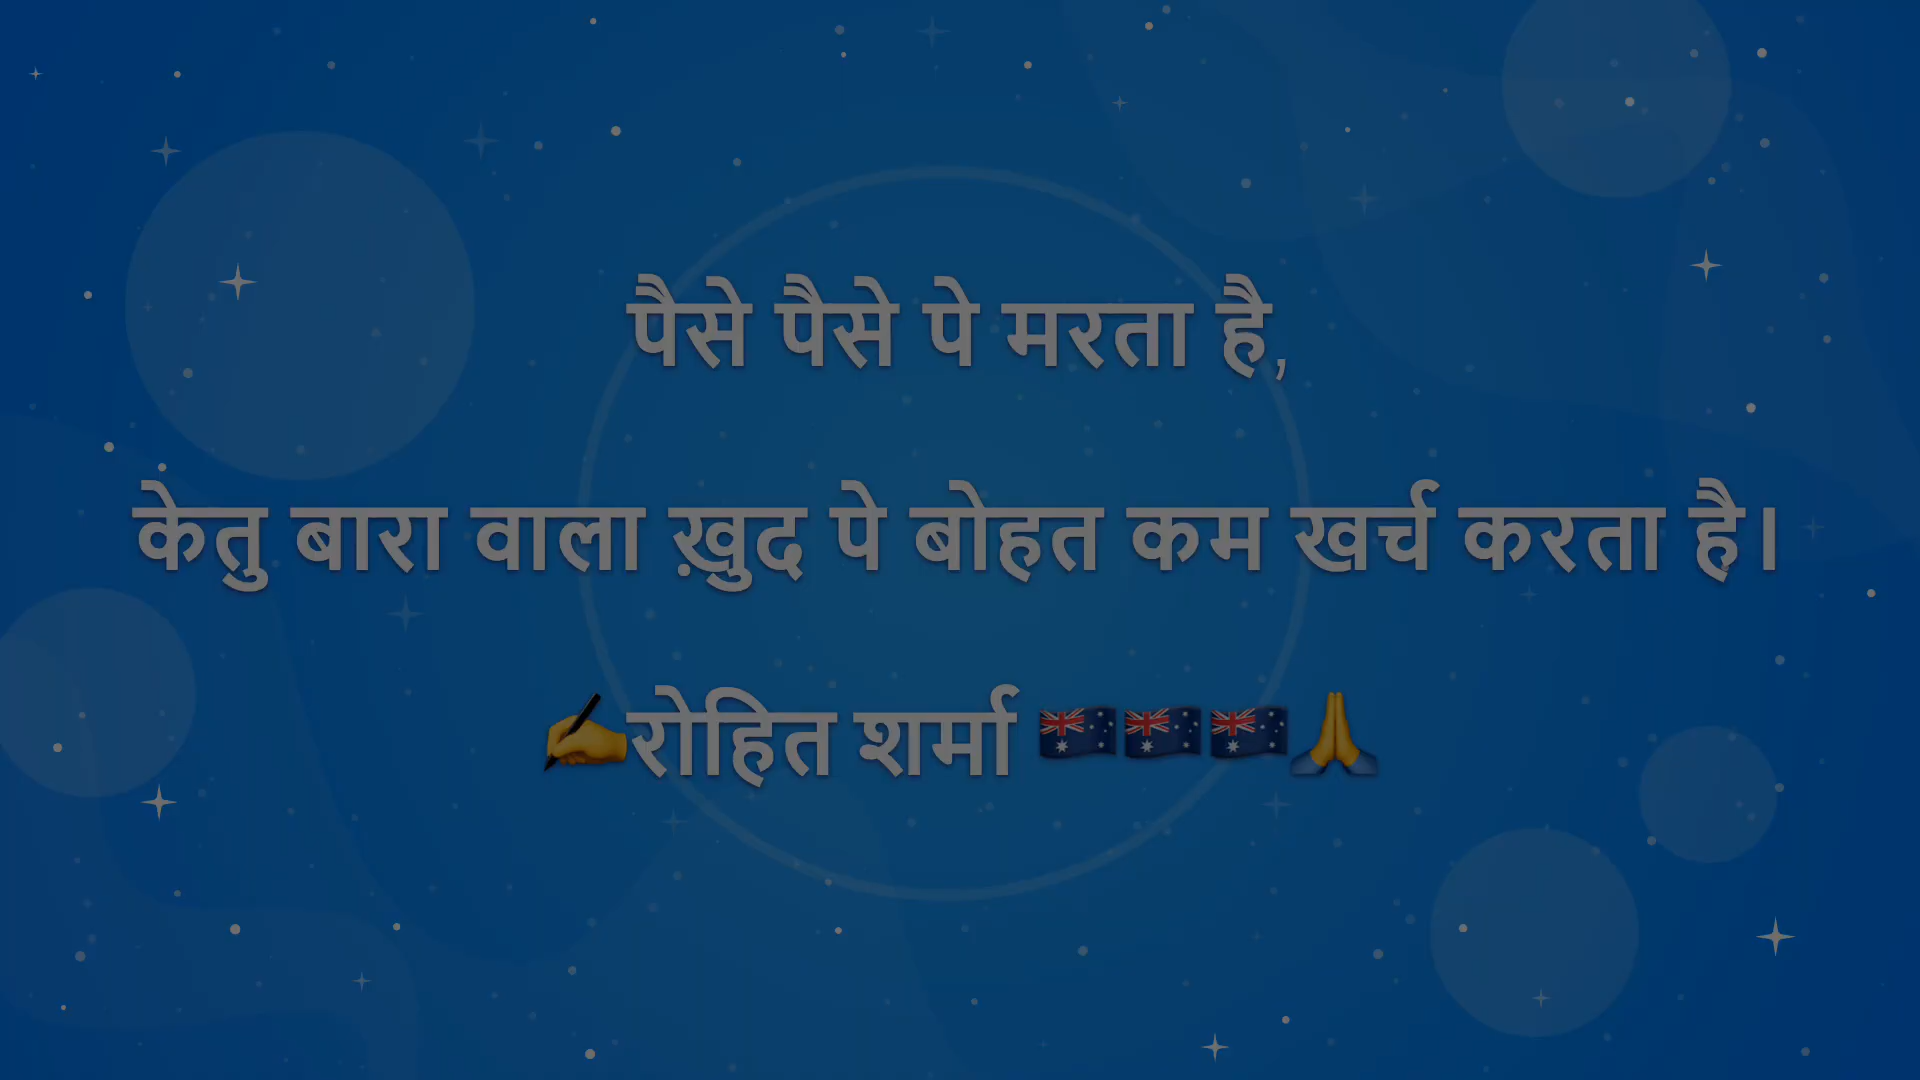 पैसे पैसे पे मरता है,
केतु बारा वाला ख़ुद पे बोहत कम खर्च करता है।
✍️रोहित शर्मा 🇦🇺🇦🇺🇦🇺🙏